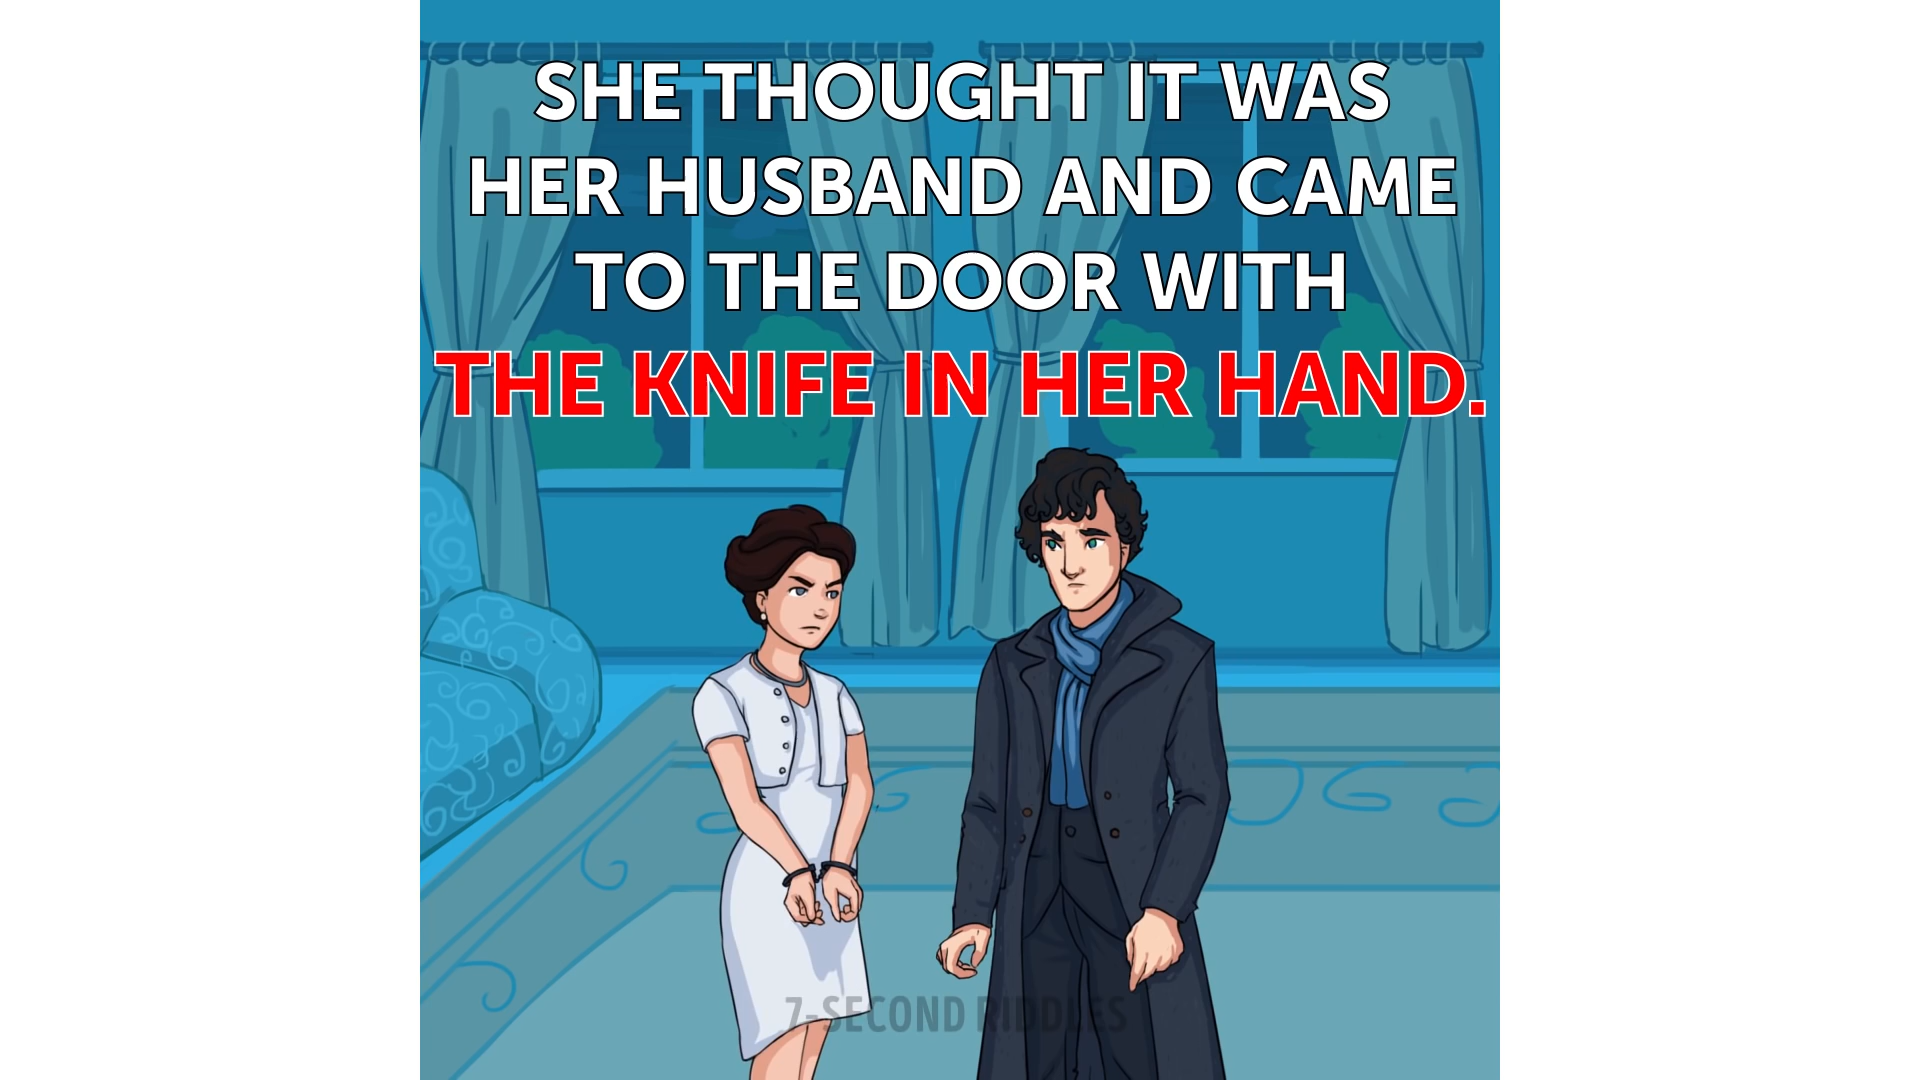 SHE THOUGHT IT WAS
HER HUSBAND AND CAME
TO THE DOOR WITH
THE KNIFE IN HER HAND.
7-SECOND RIDDLES